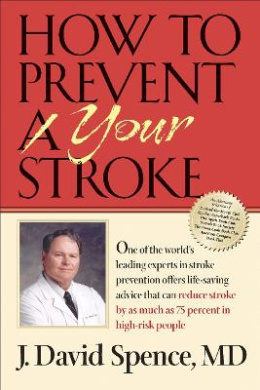 HOW TO
PREVENT
A Your
STROKE
One of the world's
leading experts in stroke
prevention offers life-saving
advice that can reduce stroke
by as much as 75 percent in
high-risk people
J. David Spence, MD